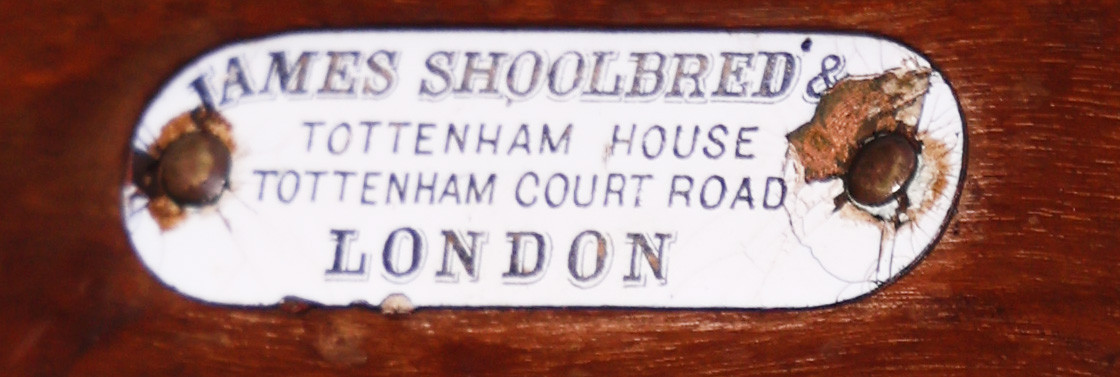 JAMES SHOOLBRED &
TOTTENHAM HOUSE
TOTTENHAM COURT ROAD
LONDON